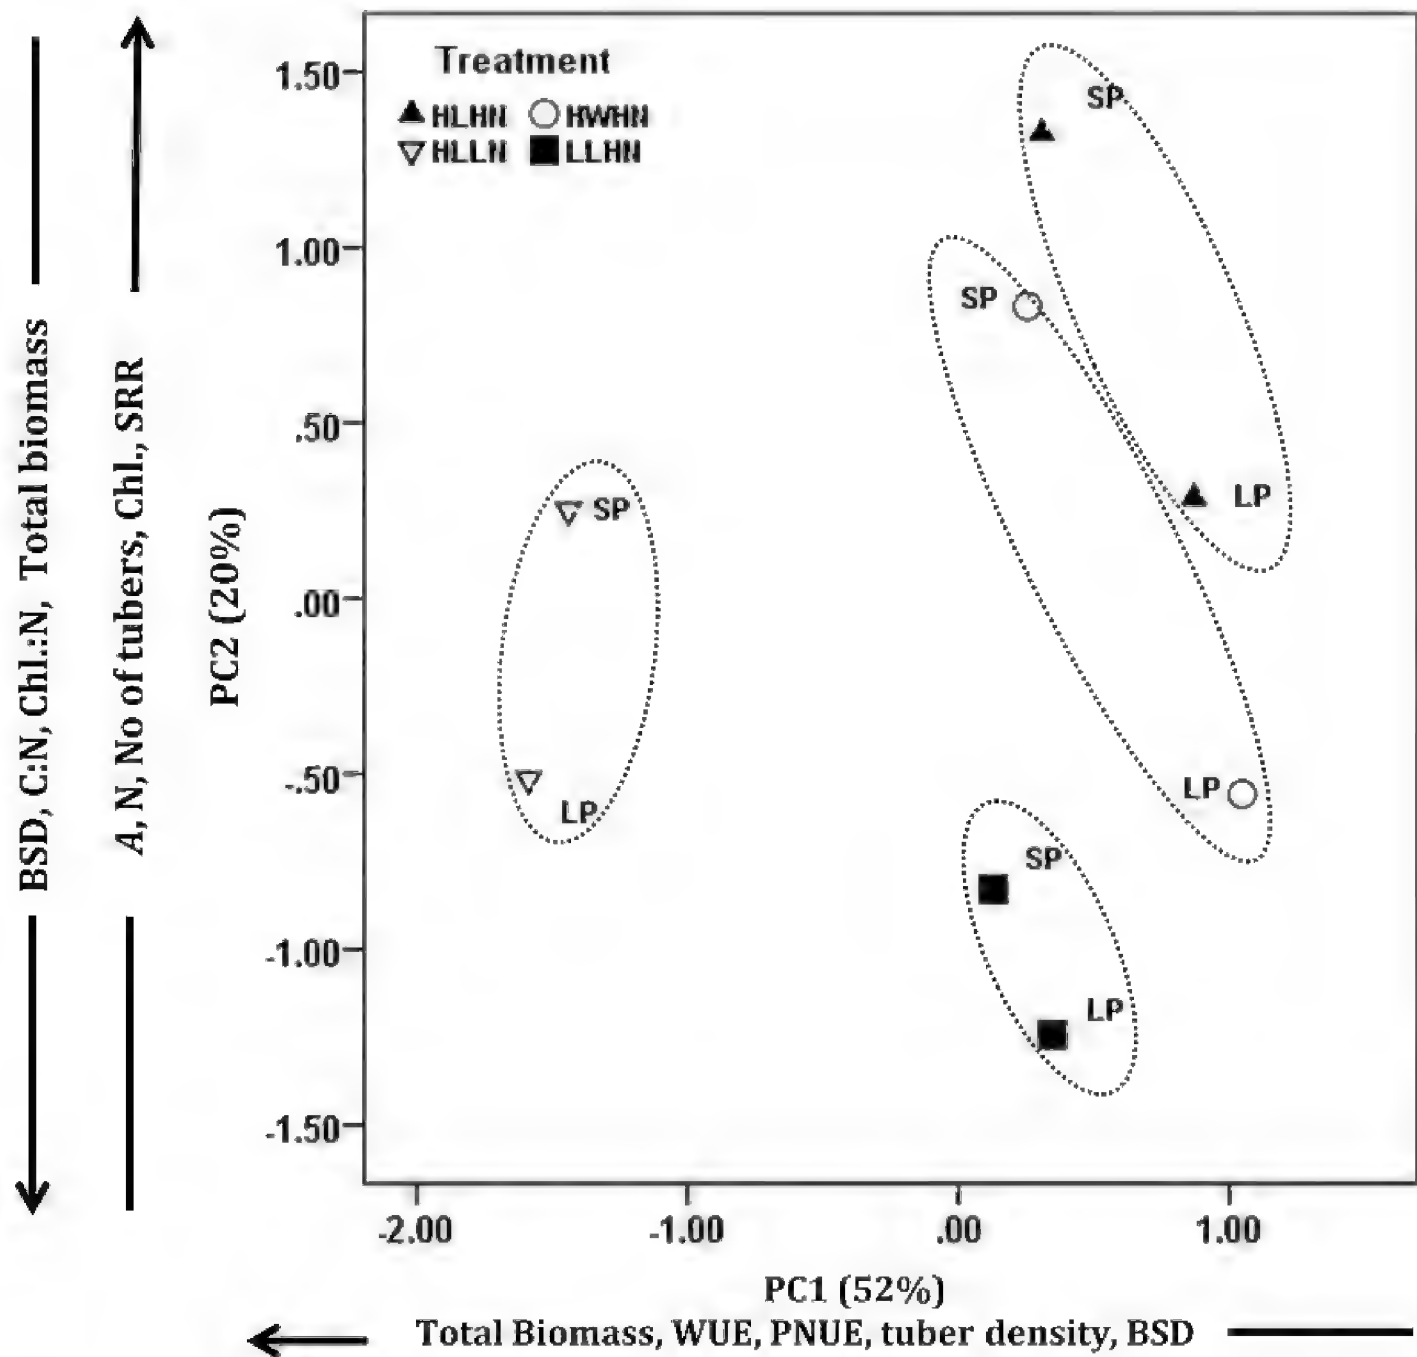 Treatment
HLHN HWHN
HLLN LLHN
1.50
1.00
.50
.00
-.50
-1.00
-1.50
SP
LP
SP
LP
SP
LP
SP
LP
BSD, C:N, Chl.:N, Total biomass
A, N, No of tubers, Chl., SRR
PC2 (20%)
-2.00 -1.00 .00 1.00
PC1 (52%)
Total Biomass, WUE, PNUE, tuber density, BSD